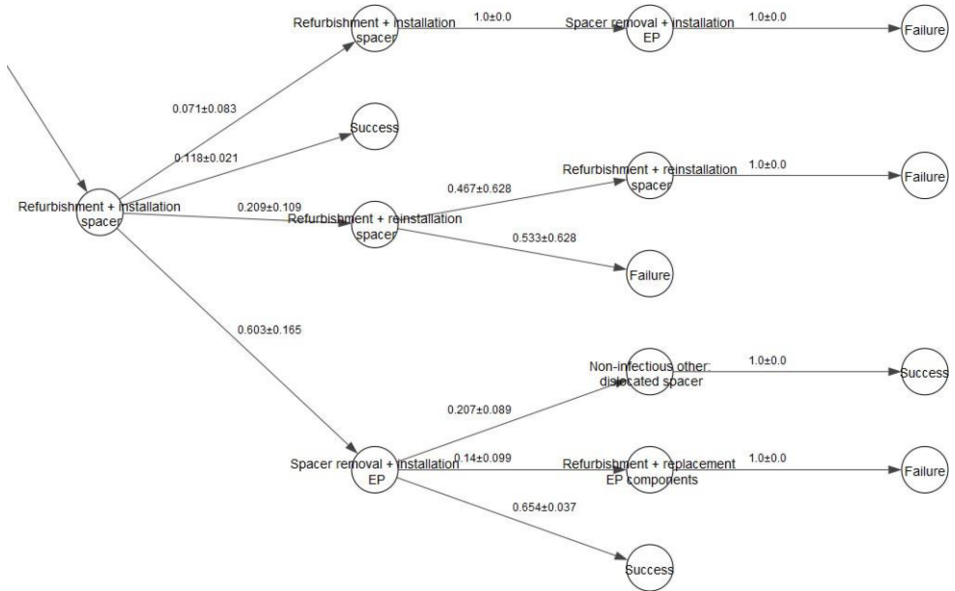 Refurbishment + installation
spacer
1.0±0.0
Spacer removal + installation
EP
1.0±0.0
Failure
0.071±0.083
Success
0.118±0.021
Refurbishment + installation
spacer
0.209±0.109
Refurbishment + reinstallation
spacer
0.467±0.628
Refurbishment + reinstallation
spacer
1.0±0.0
Failure
0.533±0.628
Failure
0.603±0.165
Non-infectious other:
dislocated spacer
1.0±0.0
Success
0.207±0.089
Spacer removal + installation
EP
0.14±0.099
Refurbishment + replacement
EP components
1.0±0.0
Failure
0.654±0.037
Success